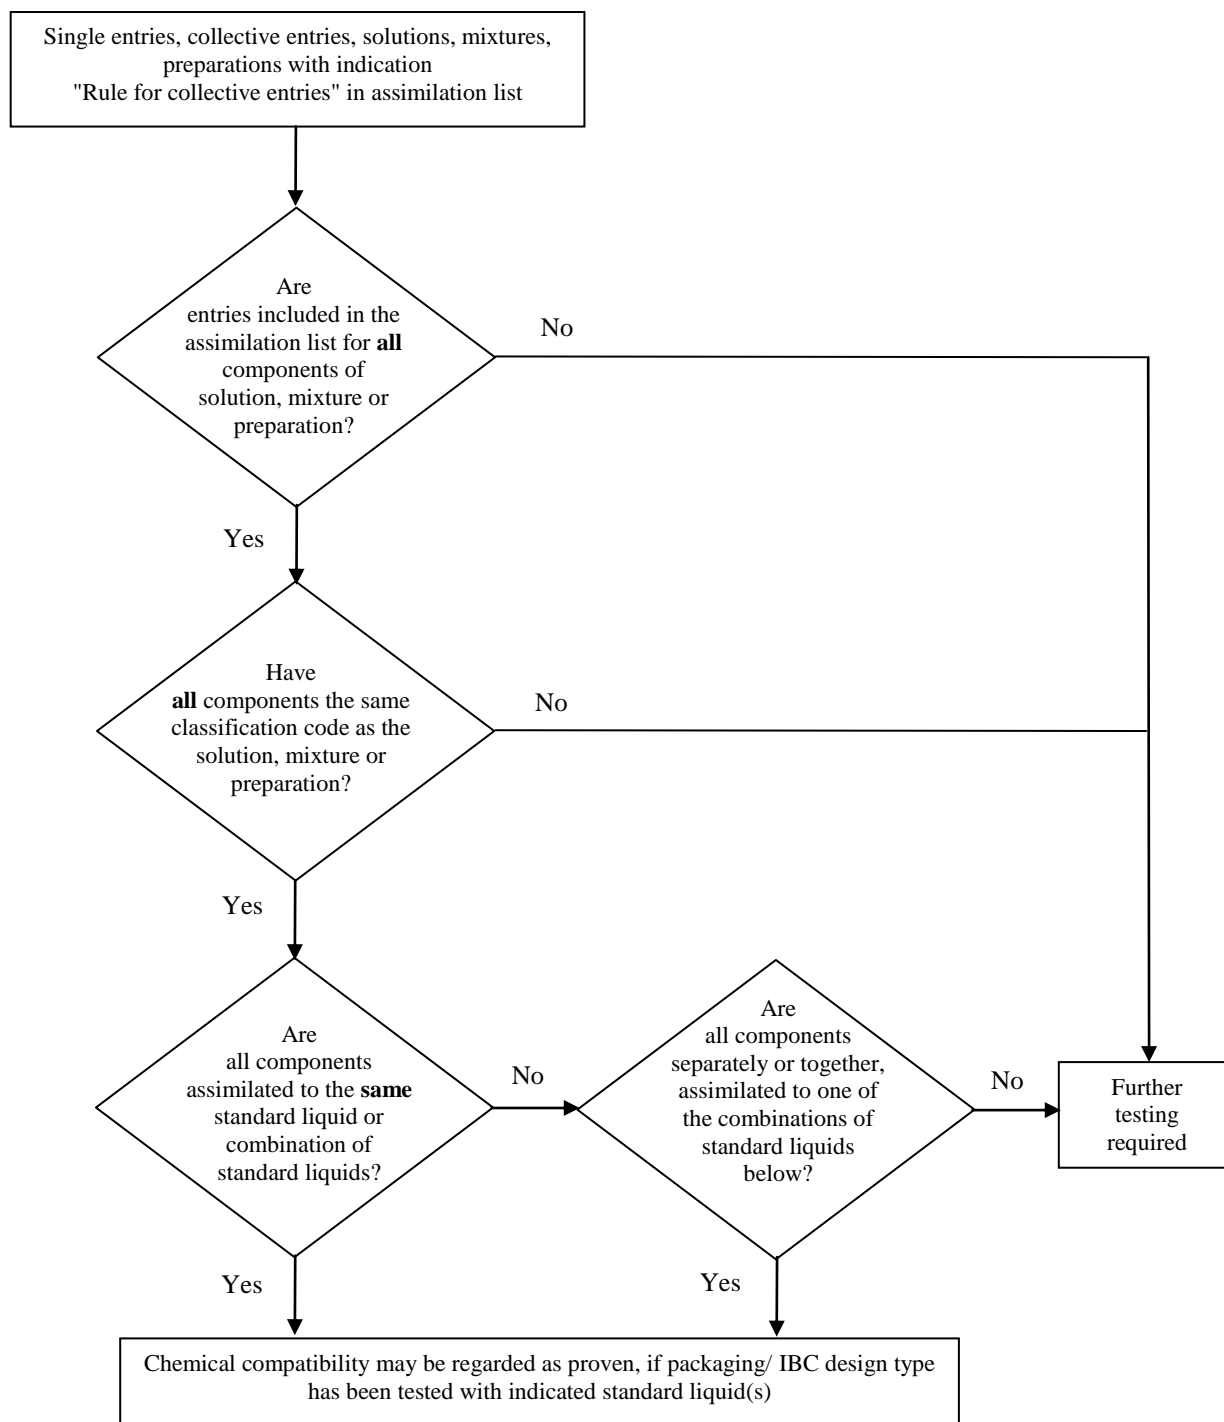 Single entries, collective entries, solutions, mixtures,
preparations with indication
"Rule for collective entries" in assimilation list
Are
entries included in the
assimilation list for all
components of
solution, mixture or
preparation?
No
Yes
Have
all components the same
classification code as the
solution, mixture or
preparation?
No
Yes
Are
all components
assimilated to the same
standard liquid or
combination of
standard liquids?
No
Are
all components
separately or together,
assimilated to one of
the combinations of
standard liquids
below?
No
Further
testing
required
Yes
Yes
Chemical compatibility may be regarded as proven, if packaging/ IBC design type
has been tested with indicated standard liquid(s)